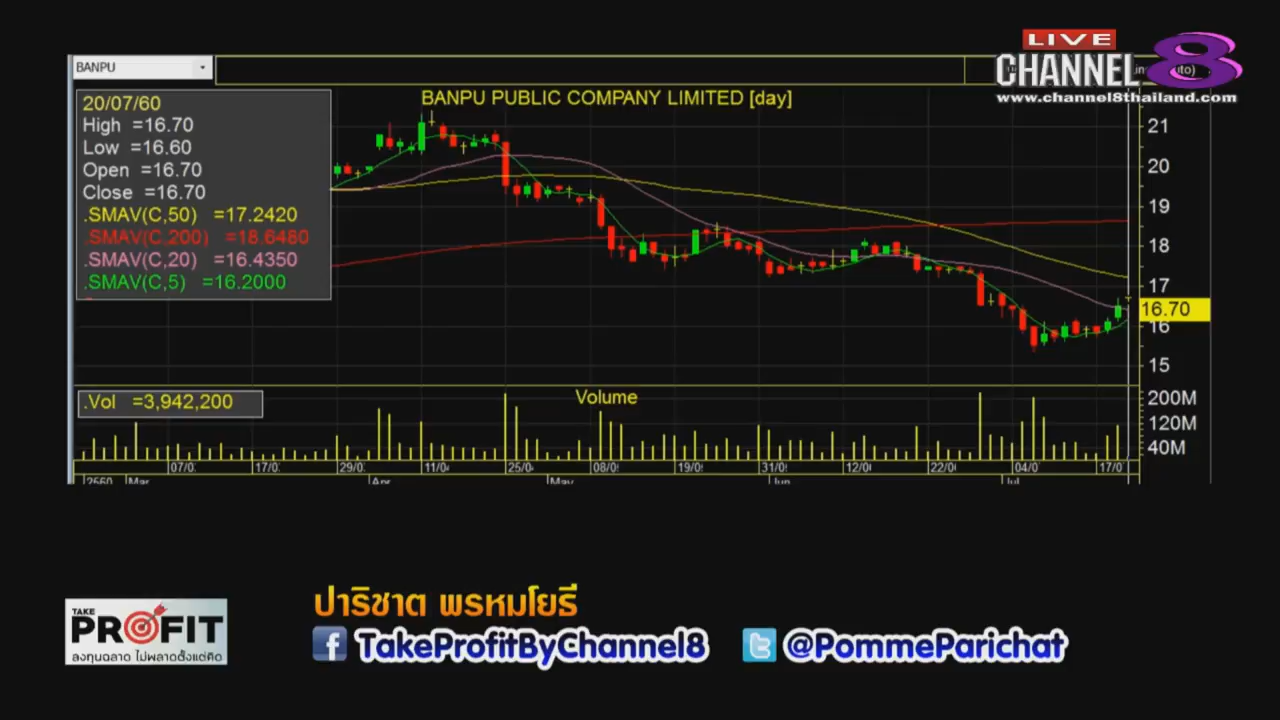 LIVE
CHANNEL 8
www.channel8thailand.com
BANPU
BANPU PUBLIC COMPANY LIMITED [day]
20/07/60
High =16.70
Low =16.60
Open =16.70
Close =16.70
.SMAV(C,50) =17.2420
.SMAV(C,200) =18.6480
.SMAV(C,20) =16.4350
.SMAV(C,5) =16.2000
21
20
19
18
17
16.70
16
15
.Vol =3,942,200
Volume
200M
120M
40M
07/0 17/0 29/0 11/0 25/0 08/0 19/0 31/0 12/0 22/0 04/0 17/0
2560 Mar Apr May Jun Jul
TAKE
PROFIT
ลงทุนฉลาด ไม่พลาดตั้งแต่คิด
ปาริชาต พรหมโยธี
TakeProfitByChannel8 @PommeParichat